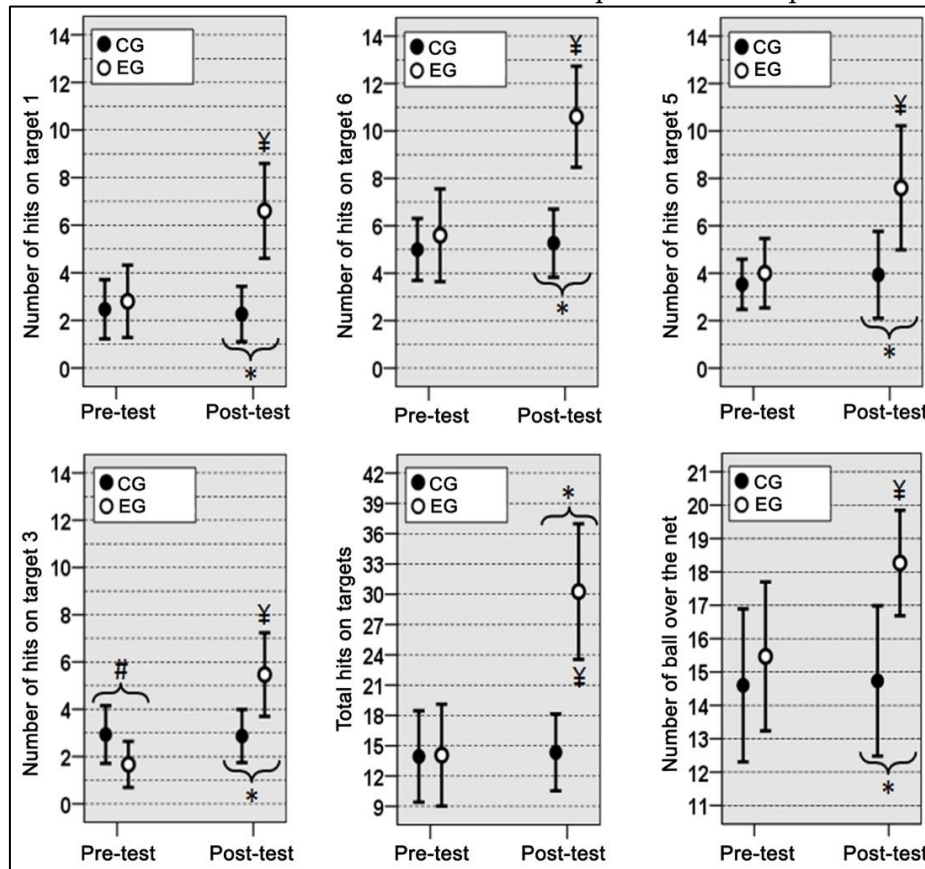 Number of hits on target 1
14
12
10
8
6
4
2
0
CG
EG
¥
*
Pre-test Post-test
Number of hits on target 6
14
12
10
8
6
4
2
0
CG
EG
¥
*
Pre-test Post-test
Number of hits on target 5
14
12
10
8
6
4
2
0
CG
EG
¥
*
Pre-test Post-test
Number of hits on target 3
14
12
10
8
6
4
2
0
CG
EG
#
¥
*
Pre-test Post-test
Total hits on targets
42
39
36
33
30
27
24
21
18
15
12
9
CG
EG
*
¥
Pre-test Post-test
Number of ball over the net
21
20
19
18
17
16
15
14
13
12
11
CG
EG
¥
*
Pre-test Post-test